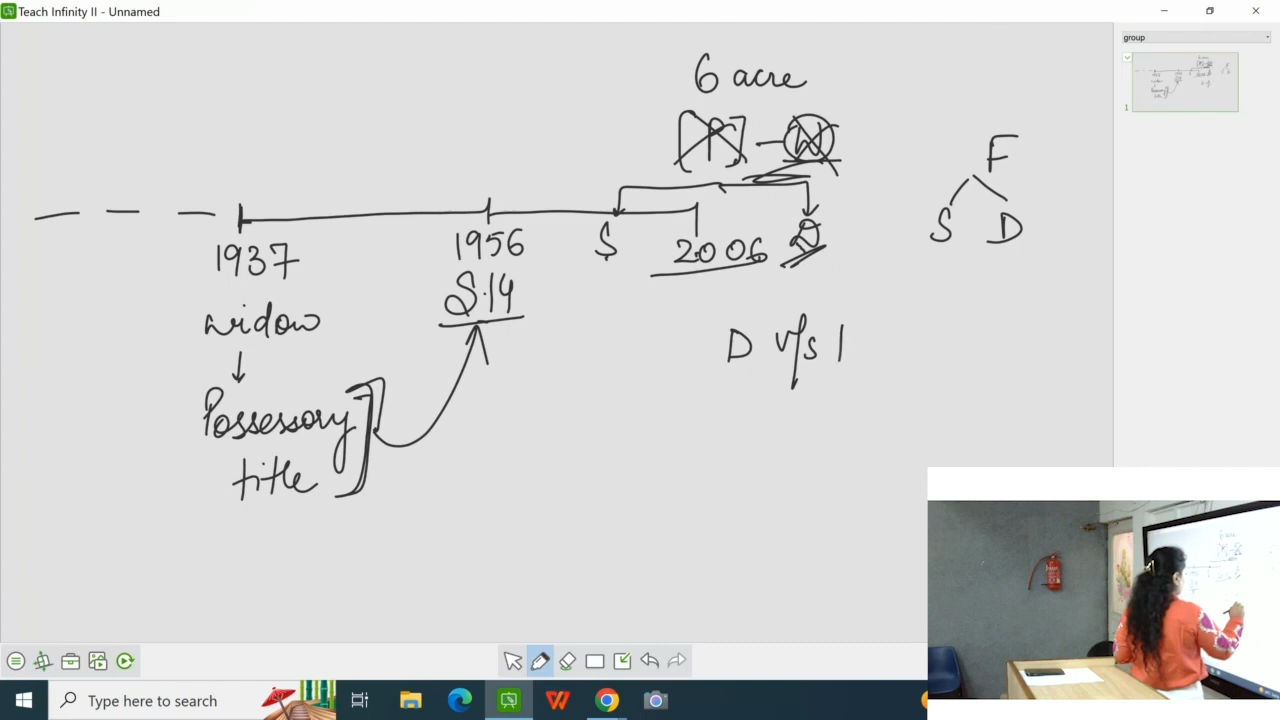 Teach Infinity II - Unnamed
group
1
6 acre
F
S D
1937
1956
S
2006
D
S.14
widow
Possessory
title
D v/s
Type here to search